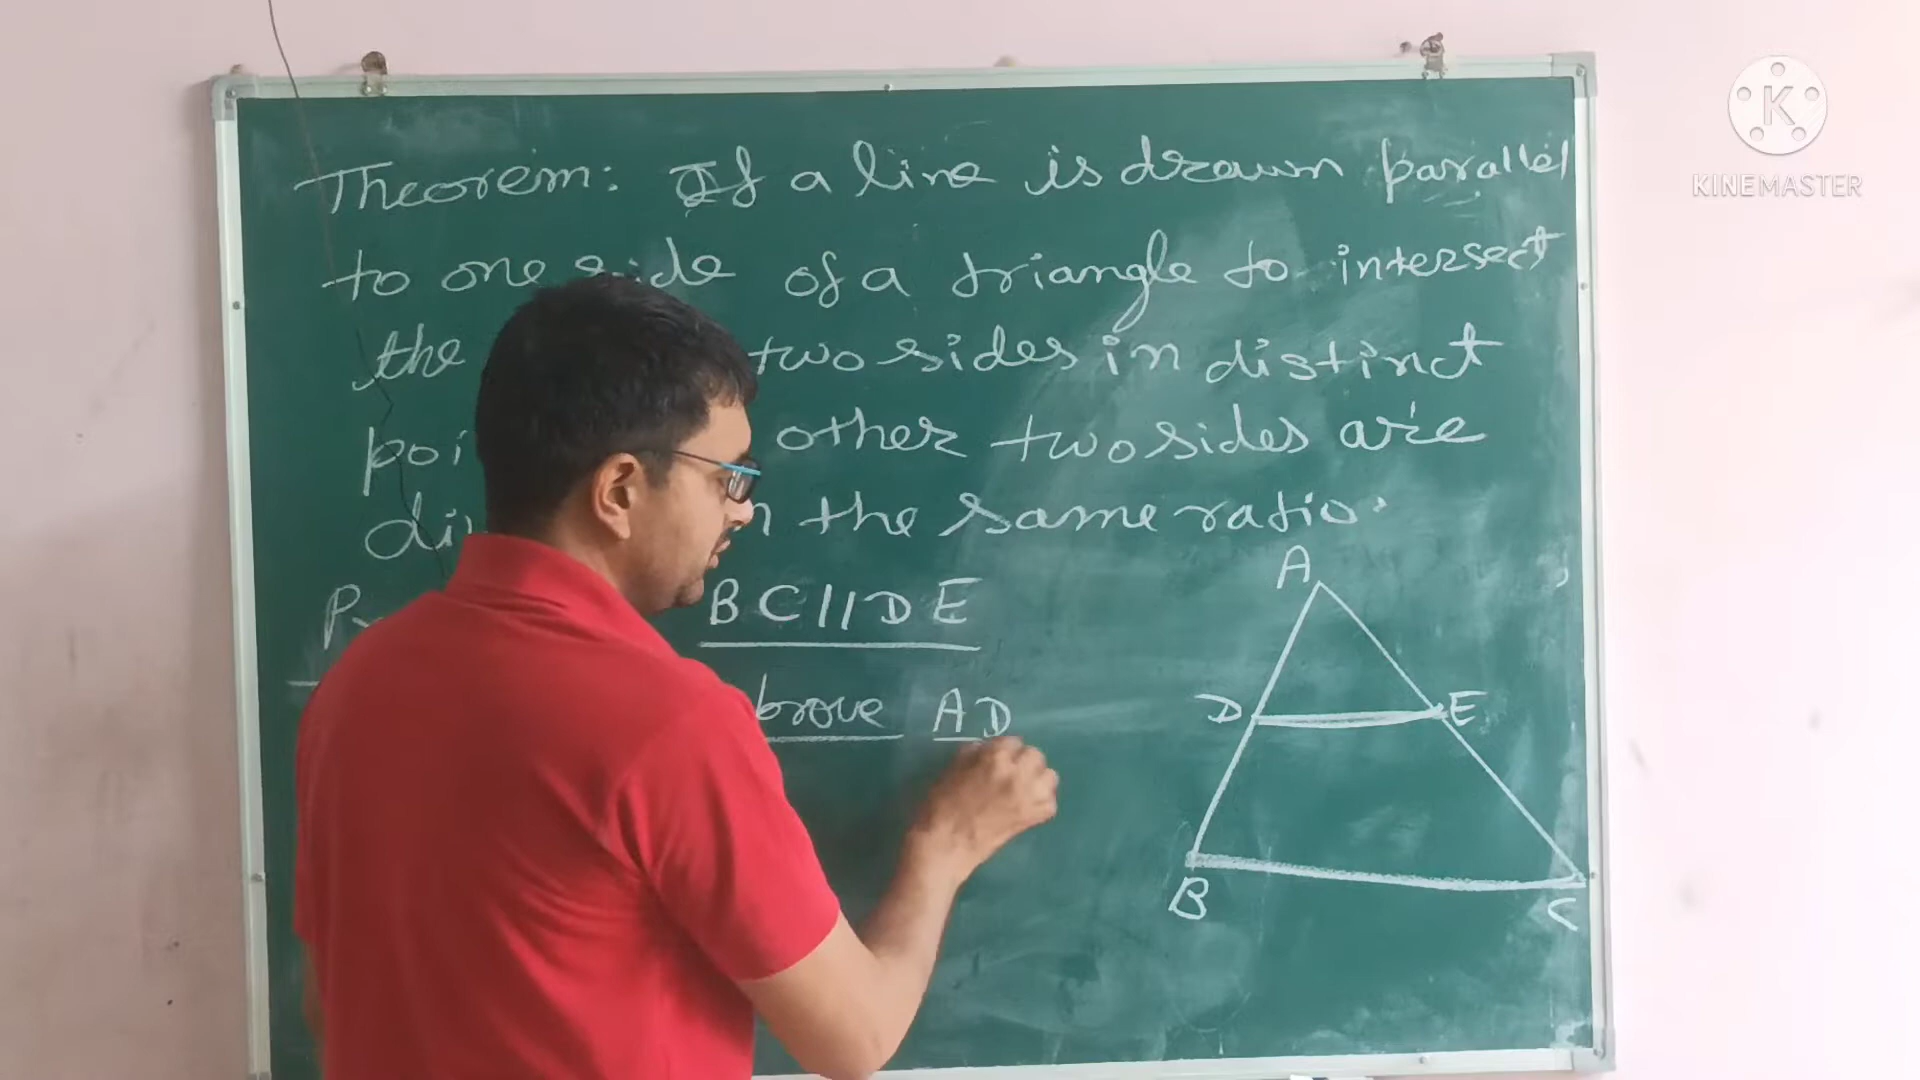 Theorem: If a line is drawn parallel
to one side of a triangle to intersect
the two sides in distinct
other two sides are
the same ratio.
BC//DE
prove AD
A
D E
B C
K
KINEMASTER